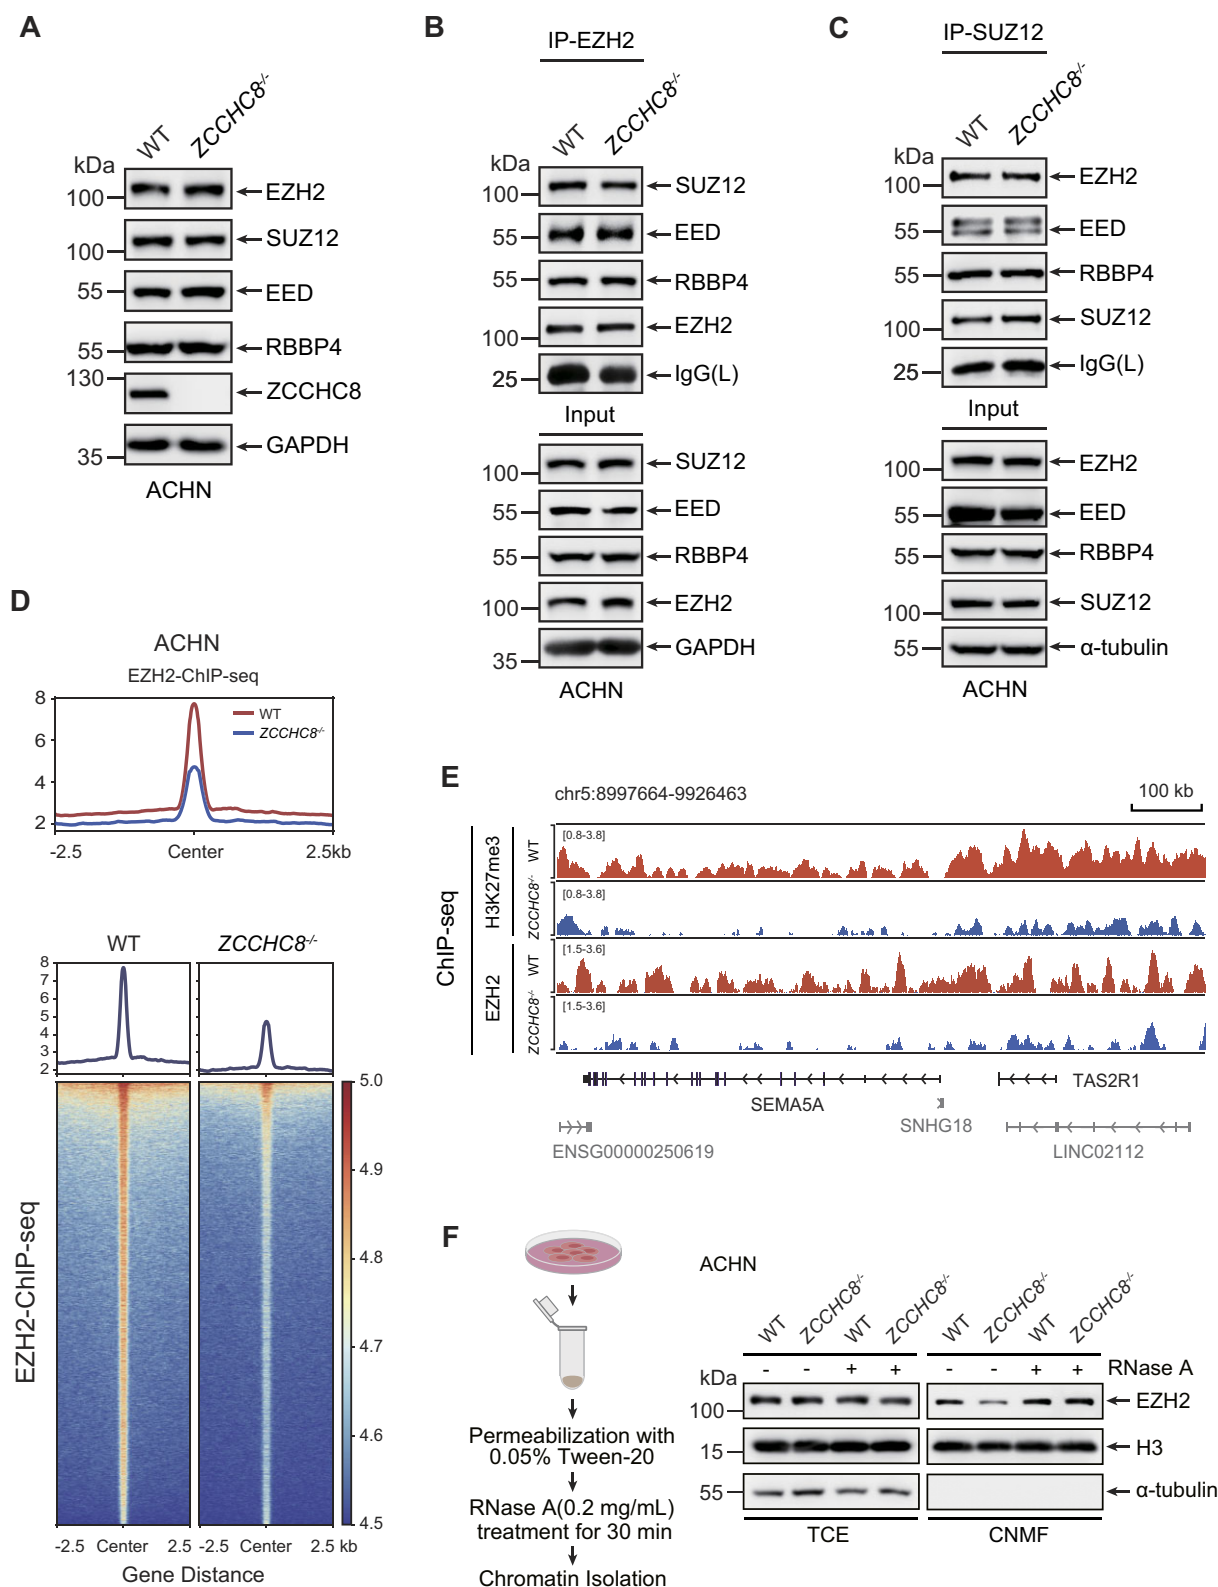 A
WT
ZCCHC8-/-
kDa
100
EZH2
100
SUZ12
55
EED
55
RBBP4
130
ZCCHC8
35
GAPDH
ACHN
B
IP-EZH2
WT
ZCCHC8-/-
kDa
100
SUZ12
55
EED
55
RBBP4
100
EZH2
25
IgG(L)
Input
100
SUZ12
55
EED
55
RBBP4
100
EZH2
35
GAPDH
ACHN
C
IP-SUZ12
WT
ZCCHC8-/-
kDa
100
EZH2
55
EED
55
RBBP4
100
SUZ12
25
IgG(L)
Input
100
EZH2
55
EED
55
RBBP4
100
SUZ12
55
α-tubulin
ACHN
D
ACHN
EZH2-ChIP-seq
8
6
4
2
WT
ZCCHC8-/-
-2.5
Center
2.5kb
WT
ZCCHC8-/-
8
7
5
4
3
2
EZH2-ChIP-seq
5.0
4.9
4.8
4.7
4.6
4.5
-2.5 Center 2.5 -2.5 Center 2.5 kb
Gene Distance
E
chr5:8997664-9926463
100 kb
ChIP-seq
H3K27me3
WT
[0.8-3.8]
ZCCHC8-/-
[0.8-3.8]
EZH2
WT
[1.5-3.6]
ZCCHC8-/-
[1.5-3.6]
SEMA5A
TAS2R1
SNHG18
ENSG00000250619
LINC02112
F
Permeabilization with
0.05% Tween-20
RNase A(0.2 mg/mL)
treatment for 30 min
Chromatin Isolation
ACHN
WT ZCCHC8-/- WT ZCCHC8-/- WT ZCCHC8-/- WT ZCCHC8-/-
- - + + - - + + RNase A
kDa
100
EZH2
15
H3
55
α-tubulin
TCE
CNMF